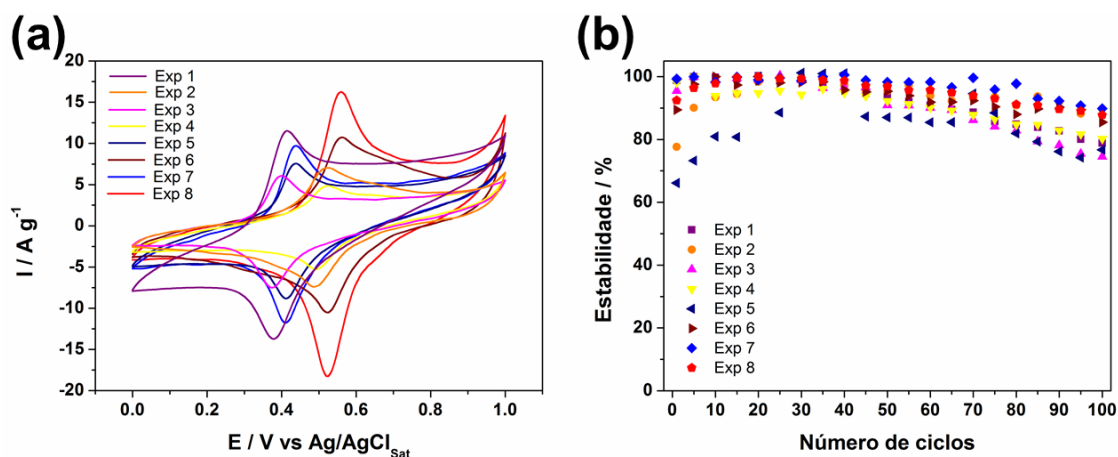 (a)
20
15
10
5
0
-5
-10
-15
-20
I / A g⁻¹
Exp 1
Exp 2
Exp 3
Exp 4
Exp 5
Exp 6
Exp 7
Exp 8
0.0 0.2 0.4 0.6 0.8 1.0
E / V vs Ag/AgCl_Sat
(b)
100
80
60
40
20
0
Estabilidade / %
Exp 1
Exp 2
Exp 3
Exp 4
Exp 5
Exp 6
Exp 7
Exp 8
0 10 20 30 40 50 60 70 80 90 100
Número de ciclos